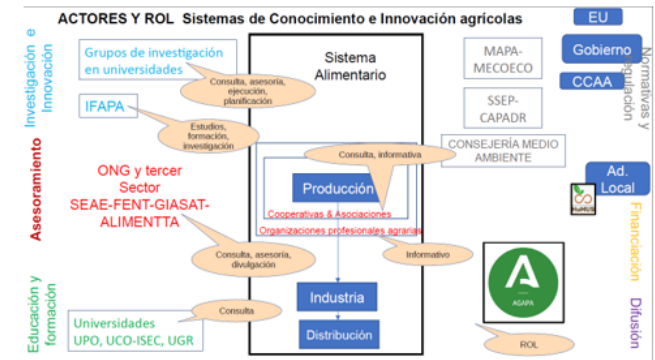 ACTORES Y ROL Sistemas de Conocimiento e Innovación agrícolas
EU
Gobierno
CCAA
Ad.
Local
Investigación e
Innovación
Grupos de investigación
en universidades
Consulta, asesoría,
ejecución,
planificación
IFAPA
Estudios,
formación,
investigación
Sistema
Alimentario
MAPA-
MECOECO
SSEP-
CAPADR
CONSEJERÍA MEDIO
AMBIENTE
Normativas y
regulación
Asesoramiento
ONG y tercer
Sector
SEAE-FENT-GIASAT-
ALIMENTTA
Consulta, asesoría,
divulgación
Consulta, informativa
Producción
Cooperativas & Asociaciones
Organizaciones profesionales agrarias
Informativo
HuMUS
Financiación
Educación y
formación
Universidades
UPO, UCO-ISEC, UGR
Consulta
Industria
Distribución
AGAPA
ROL
Difusión